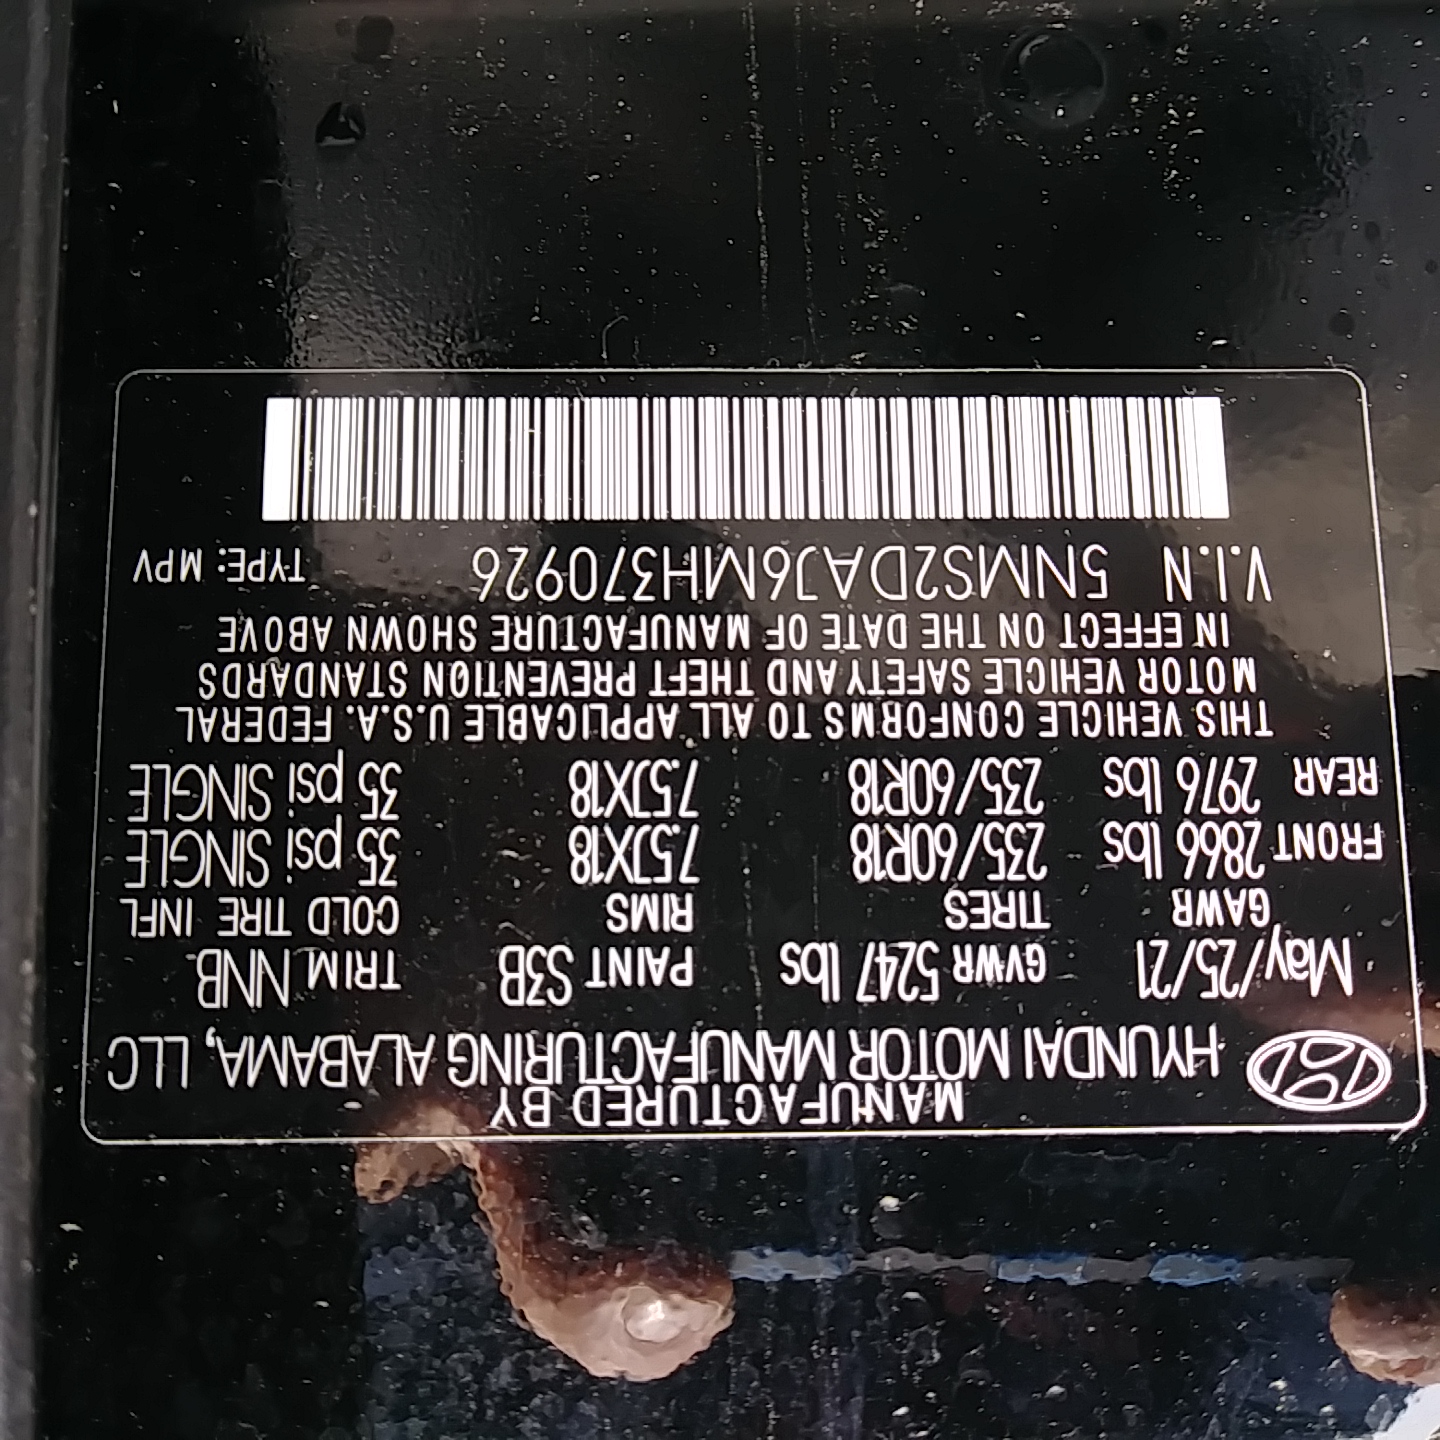 MANUFACTURED BY
HYUNDAI MOTOR MANUFACTURING ALABAMA, LLC
May/25/21 GVWR 5247 lbs PAINT S3B TRIM NNB
GAWR TIRES RIMS COLD TIRE INFL
FRONT 2866 lbs 235/60R18 7.5JX18 35 psi SINGLE
REAR 2976 lbs 235/60R18 7.5JX18 35 psi SINGLE
THIS VEHICLE CONFORMS TO ALL APPLICABLE U.S.A. FEDERAL
MOTOR VEHICLE SAFETY AND THEFT PREVENTION STANDARDS
IN EFFECT ON THE DATE OF MANUFACTURE SHOWN ABOVE
V.I.N 5NMS2DAJ6MH370926 TYPE: MPV